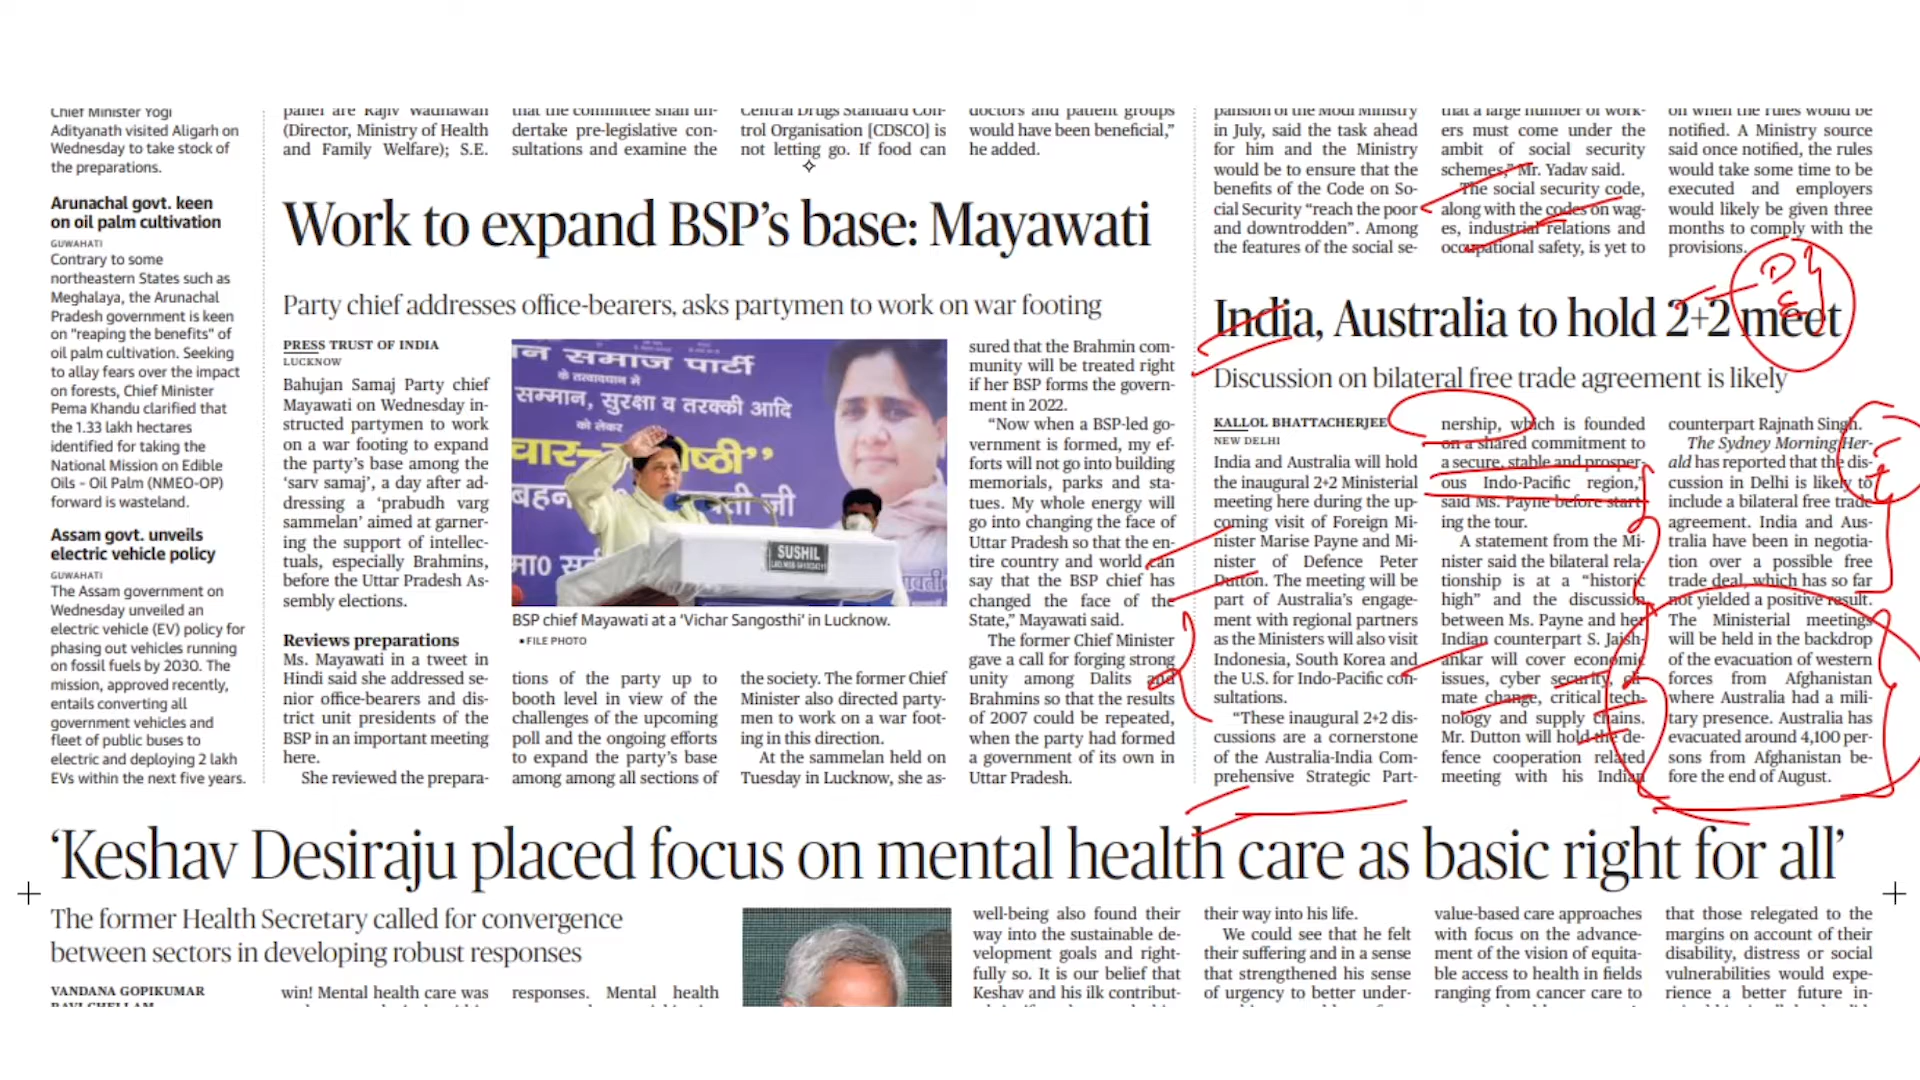 Chief Minister Yogi
Adityanath visited Aligarh on
Wednesday to take stock of
the preparations.
Arunachal govt. keen
on oil palm cultivation
GUWAHATI
Contrary to some
northeastern States such as
Meghalaya, the Arunachal
Pradesh government is keen
on "reaping the benefits" of
oil palm cultivation. Seeking
to allay fears over the impact
on forests, Chief Minister
Pema Khandu clarified that
the 1.33 lakh hectares
identified for taking the
National Mission on Edible
Oils - Oil Palm (NMEO-OP)
forward is wasteland.
Assam govt. unveils
electric vehicle policy
GUWAHATI
The Assam government on
Wednesday unveiled an
electric vehicle (EV) policy for
phasing out vehicles running
on fossil fuels by 2030. The
mission, approved recently,
entails converting all
government vehicles and
fleet of public buses to
electric and deploying 2 lakh
EVs within the next five years.
panel are Rajiv Wadhawan
(Director, Ministry of Health
and Family Welfare); S.E.
that the committee shall un-
dertake pre-legislative con-
sultations and examine the
Central Drugs Standard Con-
trol Organisation [CDSCO] is
not letting go. If food can
doctors and patient groups
would have been beneficial,”
he added.
Work to expand BSP’s base: Mayawati
Party chief addresses office-bearers, asks partymen to work on war footing
PRESS TRUST OF INDIA
LUCKNOW
Bahujan Samaj Party chief
Mayawati on Wednesday in-
structed partymen to work
on a war footing to expand
the party’s base among the
‘sarv samaj’, a day after ad-
dressing a ‘prabudh varg
sammelan’ aimed at garner-
ing the support of intellec-
tuals, especially Brahmins,
before the Uttar Pradesh As-
sembly elections.
Reviews preparations
Ms. Mayawati in a tweet in
Hindi said she addressed se-
nior office-bearers and dis-
trict unit presidents of the
BSP in an important meeting
here.
She reviewed the prepara-
न समाज पार्टी
के तत्वावधान में
सम्मान, सुरक्षा व तरक्की आदि
को लेकर
चार-
ष्ठी”
बहन
वती जी
SUSHIL
BSP chief Mayawati at a ‘Vichar Sangosthi’ in Lucknow.
▪FILE PHOTO
tions of the party up to
booth level in view of the
challenges of the upcoming
poll and the ongoing efforts
to expand the party’s base
among among all sections of
the society. The former Chief
Minister also directed party-
men to work on a war foot-
ing in this direction.
At the sammelan held on
Tuesday in Lucknow, she as-
sured that the Brahmin com-
munity will be treated right
if her BSP forms the govern-
ment in 2022.
“Now when a BSP-led go-
vernment is formed, my ef-
forts will not go into building
memorials, parks and sta-
tues. My whole energy will
go into changing the face of
Uttar Pradesh so that the en-
tire country and world can
say that the BSP chief has
changed the face of the
State,” Mayawati said.
The former Chief Minister
gave a call for forging strong
unity among Dalits and
Brahmins so that the results
of 2007 could be repeated,
when the party had formed
a government of its own in
Uttar Pradesh.
pansion of the Modi Ministry
in July, said the task ahead
for him and the Ministry
would be to ensure that the
benefits of the Code on So-
cial Security “reach the poor
and downtrodden”. Among
the features of the social se-
that a large number of work-
ers must come under the
ambit of social security
schemes,” Mr. Yadav said.
The social security code,
along with the codes on wag-
es, industrial relations and
occupational safety, is yet to
on when the rules would be
notified. A Ministry source
said once notified, the rules
would take some time to be
executed and employers
would likely be given three
months to comply with the
provisions.
India, Australia to hold 2+2 meet
Discussion on bilateral free trade agreement is likely
KALLOL BHATTACHERJEE
NEW DELHI
India and Australia will hold
the inaugural 2+2 Ministerial
meeting here during the up-
coming visit of Foreign Mi-
nister Marise Payne and Mi-
nister of Defence Peter
Dutton. The meeting will be
part of Australia’s engage-
ment with regional partners
as the Ministers will also visit
Indonesia, South Korea and
the U.S. for Indo-Pacific con-
sultations.
“These inaugural 2+2 dis-
cussions are a cornerstone
of the Australia-India Com-
prehensive Strategic Part-
nership, which is founded
on a shared commitment to
a secure, stable and prosper-
ous Indo-Pacific region,”
said Ms. Payne before start-
ing the tour.
A statement from the Mi-
nister said the bilateral rela-
tionship is at a “historic
high” and the discussion
between Ms. Payne and her
Indian counterpart S. Jaish-
ankar will cover economic
issues, cyber security, cli-
mate change, critical tech-
nology and supply chains.
Mr. Dutton will hold the de-
fence cooperation related
meeting with his Indian
counterpart Rajnath Singh.
The Sydney Morning Her-
ald has reported that the dis-
cussion in Delhi is likely to
include a bilateral free trade
agreement. India and Aus-
tralia have been in negotia-
tion over a possible free
trade deal, which has so far
not yielded a positive result.
The Ministerial meetings
will be held in the backdrop
of the evacuation of western
forces from Afghanistan
where Australia had a mili-
tary presence. Australia has
evacuated around 4,100 per-
sons from Afghanistan be-
fore the end of August.
‘Keshav Desiraju placed focus on mental health care as basic right for all’
The former Health Secretary called for convergence
between sectors in developing robust responses
VANDANA GOPIKUMAR
RAVI CHELLAM
win! Mental health care was
responses. Mental health
well-being also found their
way into the sustainable de-
velopment goals and right-
fully so. It is our belief that
Keshav and his ilk contribut-
their way into his life.
We could see that he felt
their suffering and in a sense
that strengthened his sense
of urgency to better under-
value-based care approaches
with focus on the advance-
ment of the vision of equita-
ble access to health in fields
ranging from cancer care to
that those relegated to the
margins on account of their
disability, distress or social
vulnerabilities would expe-
rience a better future in-